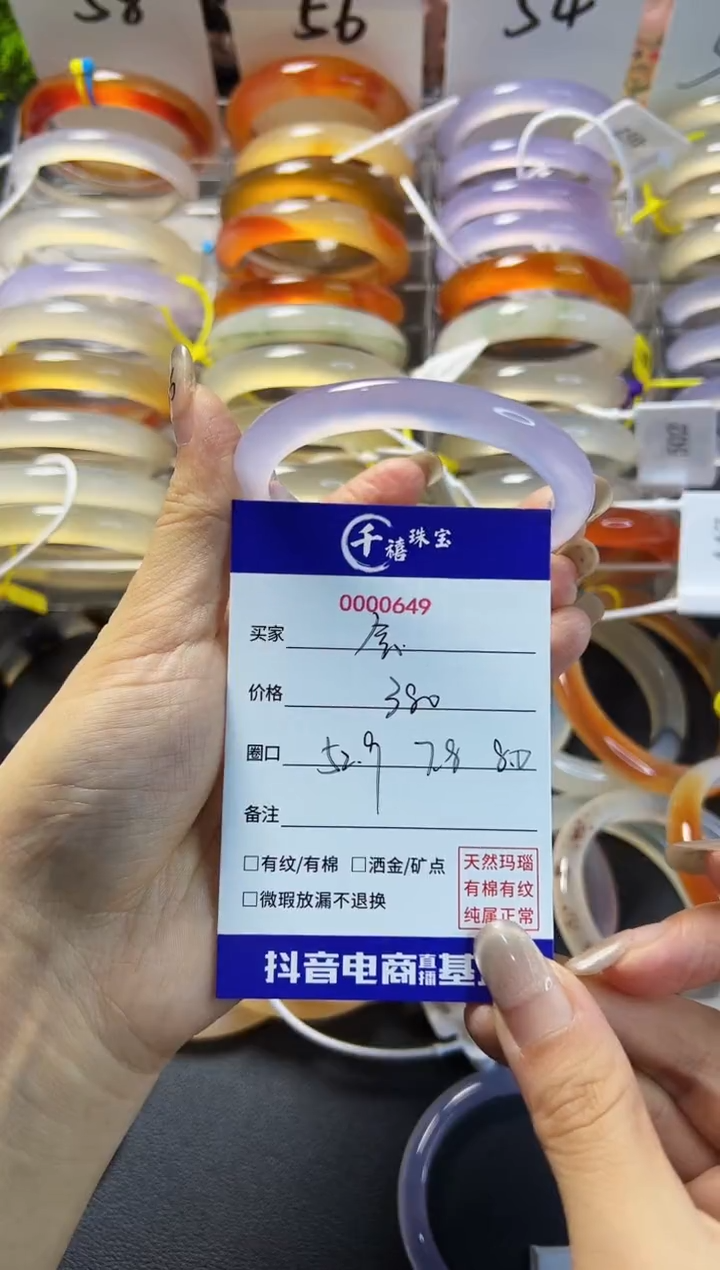 58 56 54
千禧珠宝
0000649
买家
价格 380
圈口 52.9 7.8 8.0
备注
□有纹/有棉 □洒金/矿点
□微瑕放漏不退换
天然玛瑙
有棉有纹
纯属正常
抖音电商直播基
502